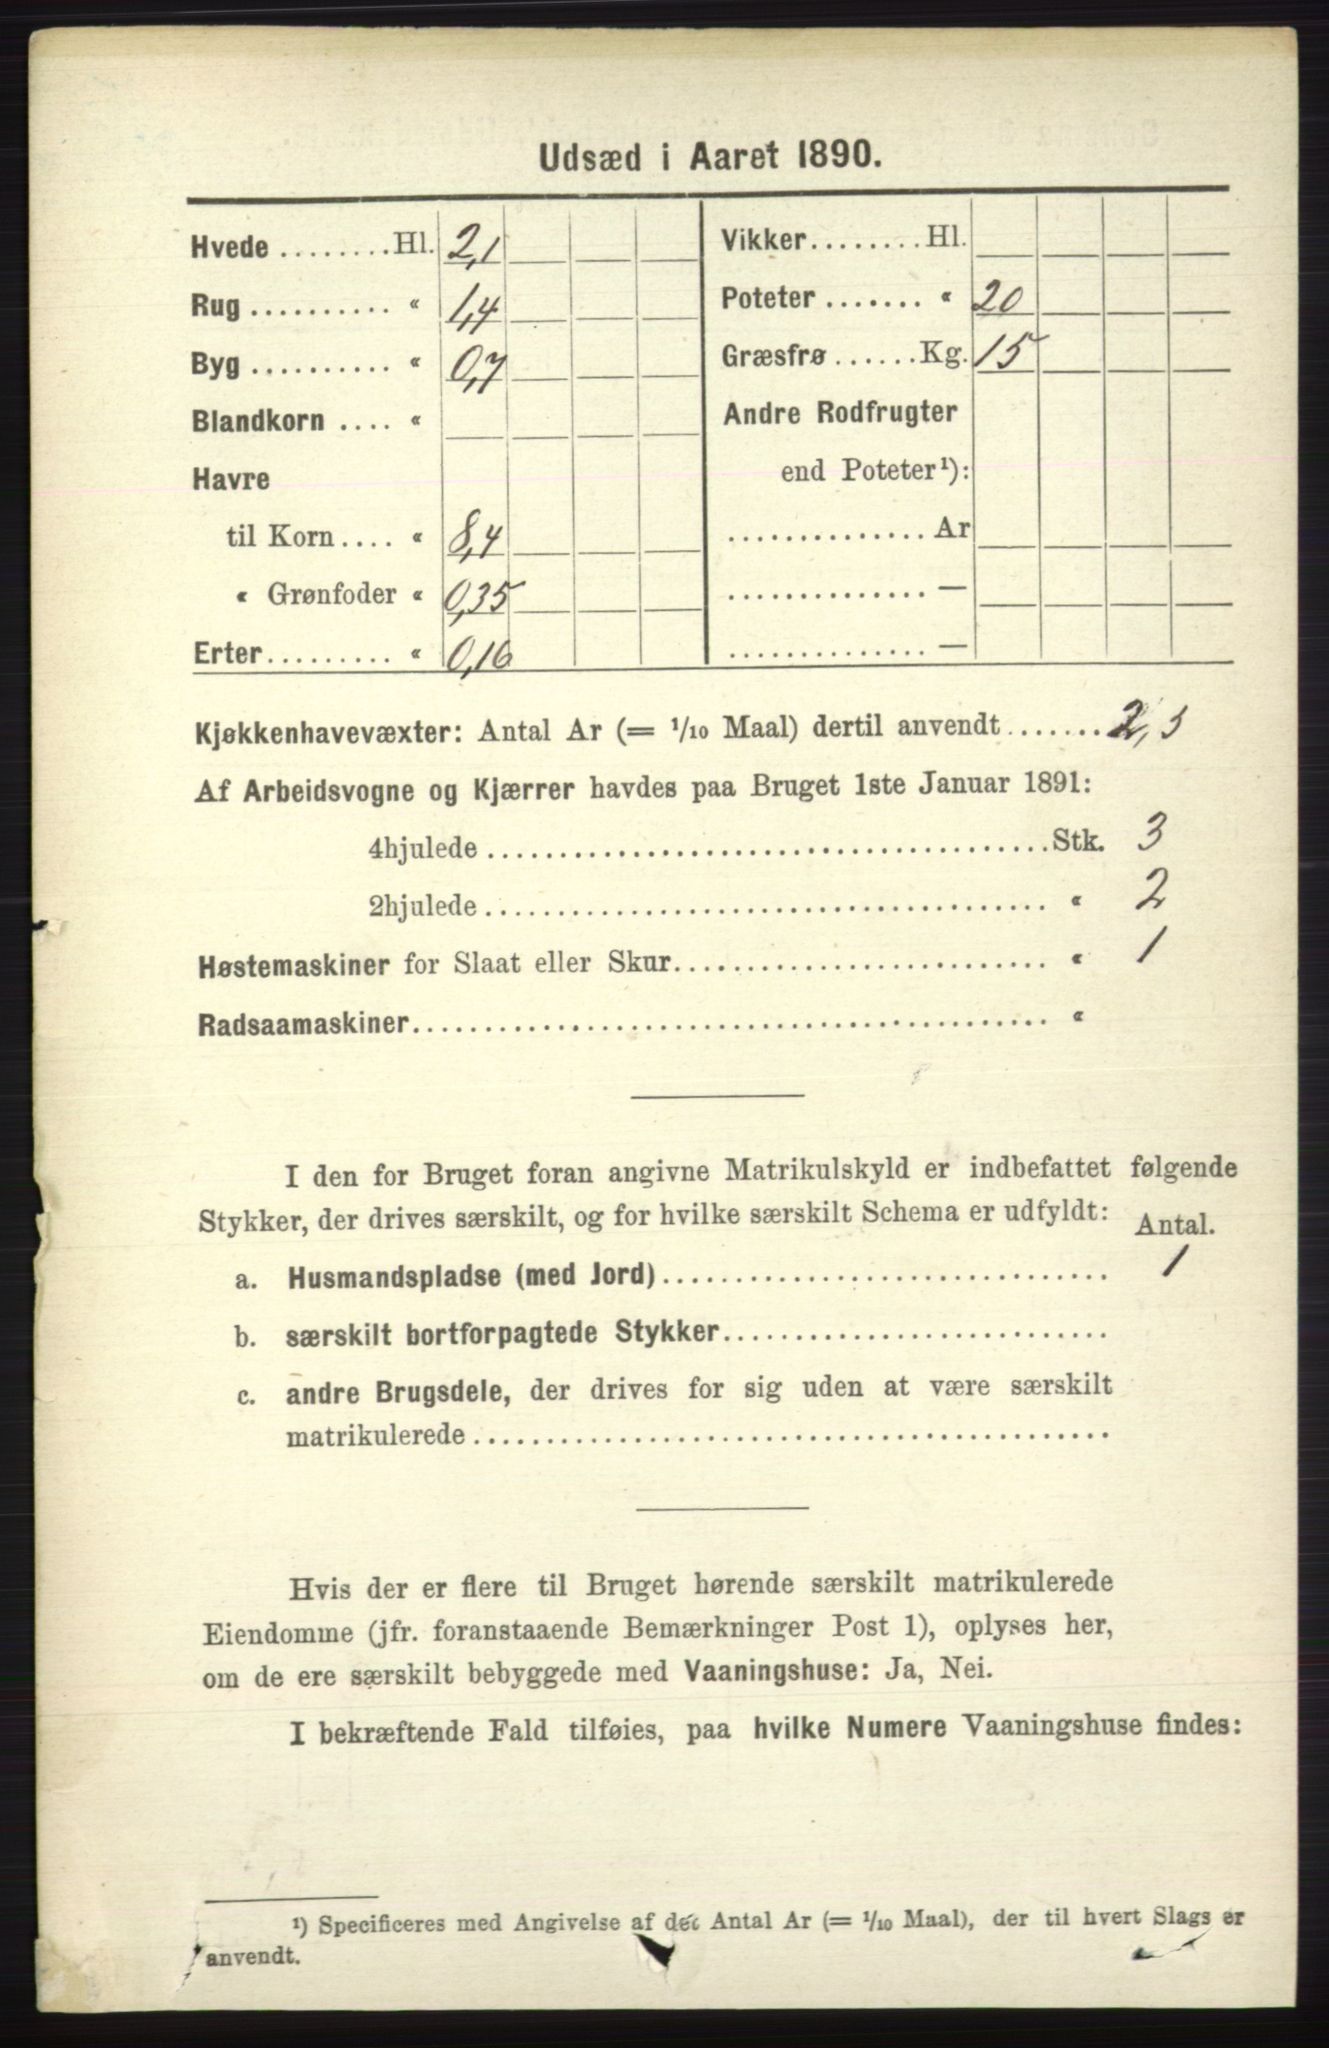 Udsæd i Aaret 1890.
Hvede ........ Hl. 2,1
Rug .......... " 1,4
Byg .......... " 0,7
Blandkorn .... "
Havre
til Korn .... " 8,4
" Grønfoder " 0,35
Erter ......... " 0,16
Vikker ........ Hl.
Poteter ....... " 20
Græsfrø ...... Kg. 15
Andre Rodfrugter
end Poteter¹):
............... Ar
............... —
............... —
Kjøkkenhavevæxter: Antal Ar (= 1/10 Maal) dertil anvendt ....... 2,5
Af Arbeidsvogne og Kjærrer havdes paa Bruget 1ste Januar 1891:
4hjulede ........ Stk. 3
2hjulede ........ " 2
Høstemaskiner for Slaat eller Skur ........ " 1
Radsaamaskiner ........ "
I den for Bruget foran angivne Matrikulskyld er indbefattet følgende
Stykker, der drives særskilt, og for hvilke særskilt Schema er udfyldt: Antal.
a. Husmandspladse (med Jord) ........ 1
b. særskilt bortforpagtede Stykker ........
c. andre Brugsdele, der drives for sig uden at være særskilt
matrikulerede ........
Hvis der er flere til Bruget hørende særskilt matrikulerede
Eiendomme (jfr. foranstaaende Bemærkninger Post 1), oplyses her,
om de ere særskilt bebyggede med Vaaningshuse: Ja, Nei.
I bekræftende Fald tilføies, paa hvilke Numere Vaaningshuse findes:
¹) Specificeres med Angivelse af det Antal Ar (= 1/10 Maal), der til hvert Slags er
anvendt.